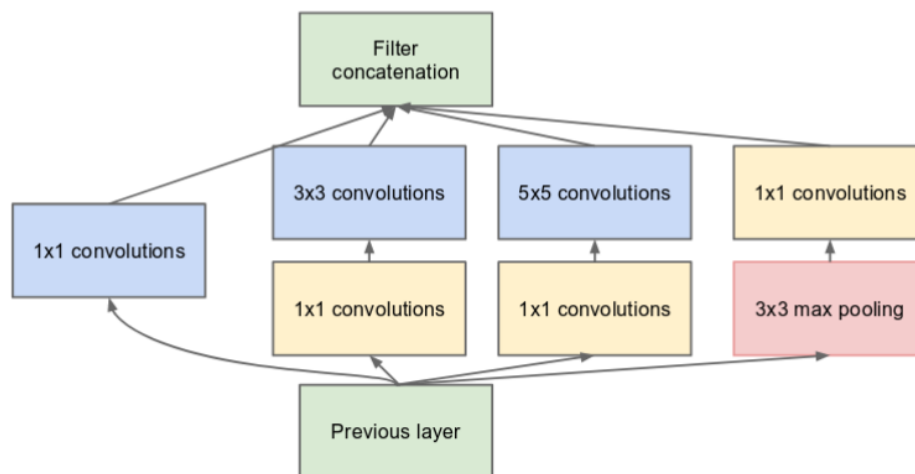 Filter
concatenation
3x3 convolutions
5x5 convolutions
1x1 convolutions
1x1 convolutions
1x1 convolutions
1x1 convolutions
3x3 max pooling
Previous layer